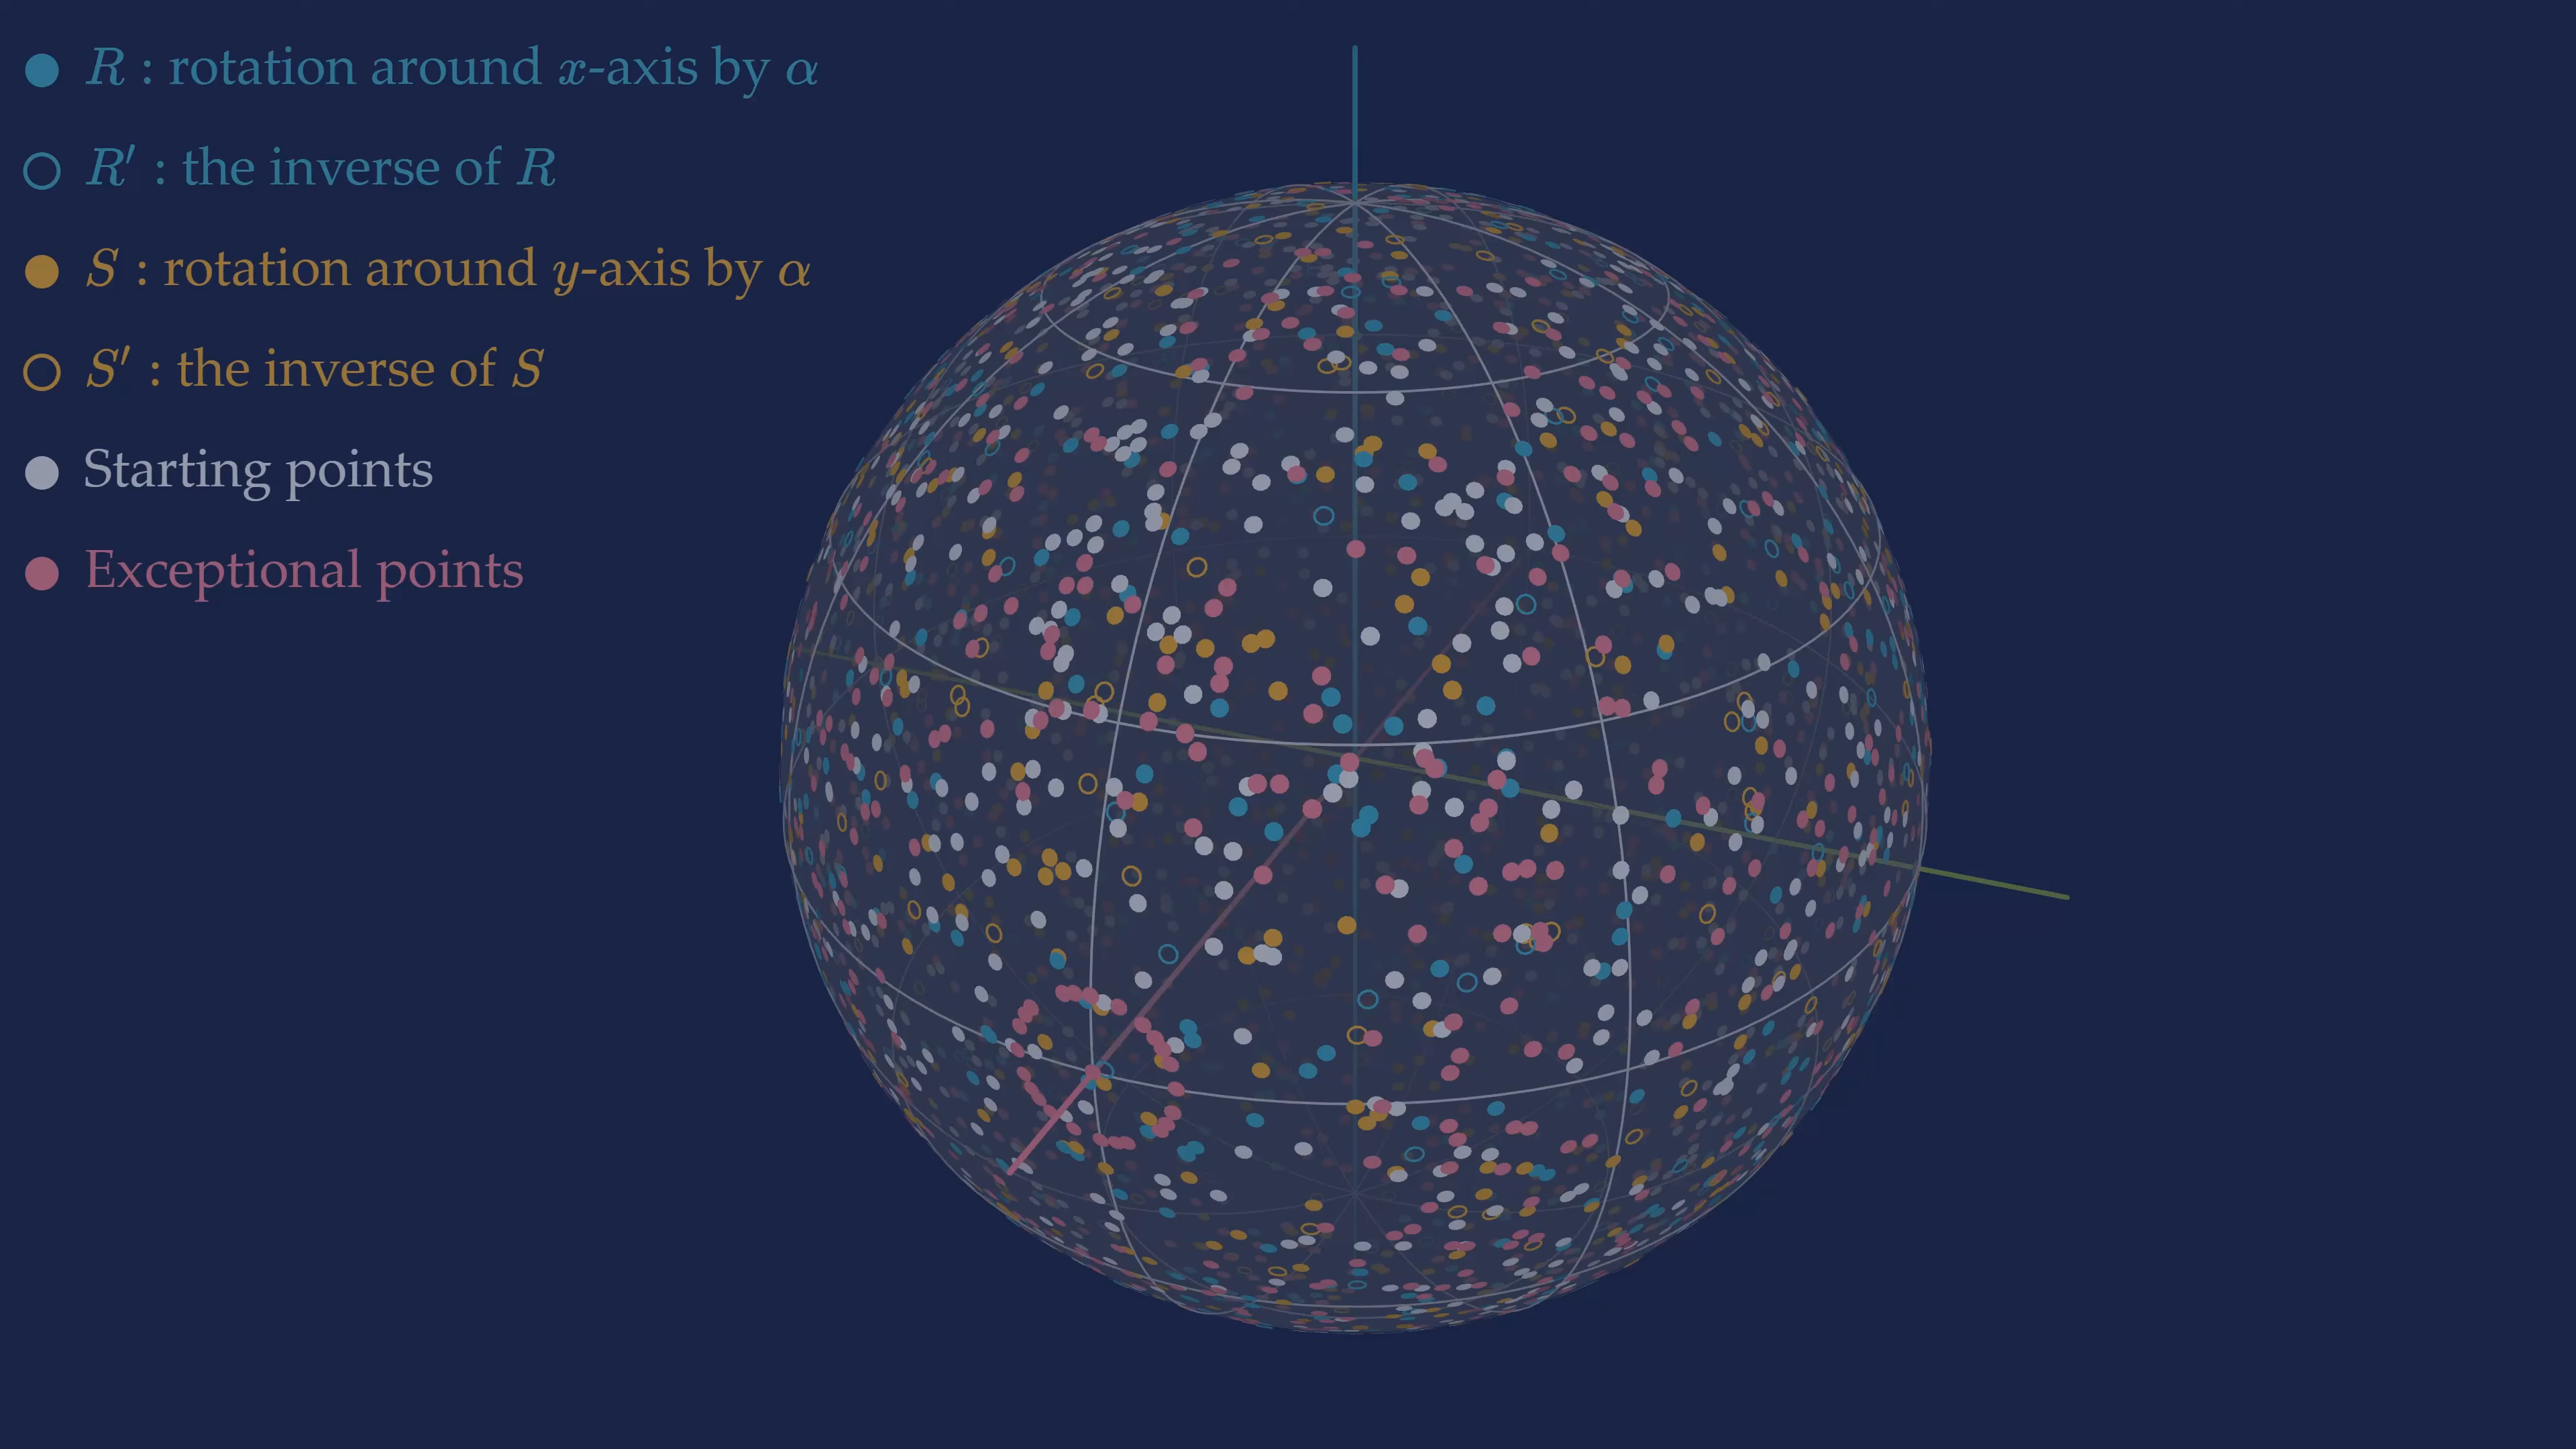 R : rotation around x-axis by α
R′ : the inverse of R
S : rotation around y-axis by α
S′ : the inverse of S
Starting points
Exceptional points